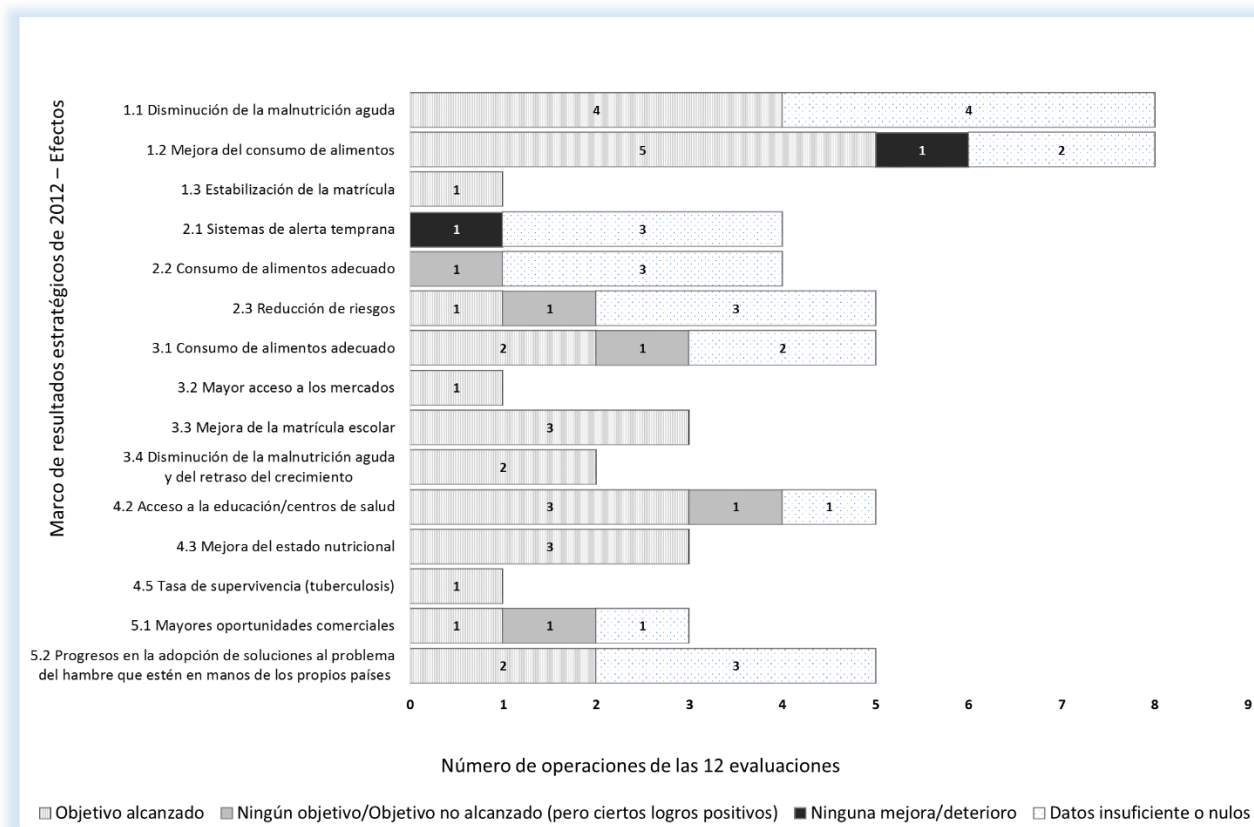 Marco de resultados estratégicos de 2012 – Efectos
1.1 Disminución de la malnutrición aguda
4
4
1.2 Mejora del consumo de alimentos
5
1
2
1.3 Estabilización de la matrícula
1
2.1 Sistemas de alerta temprana
1
3
2.2 Consumo de alimentos adecuado
1
3
2.3 Reducción de riesgos
1
1
3
3.1 Consumo de alimentos adecuado
2
1
2
3.2 Mayor acceso a los mercados
1
3.3 Mejora de la matrícula escolar
3
3.4 Disminución de la malnutrición aguda
y del retraso del crecimiento
2
4.2 Acceso a la educación/centros de salud
3
1
1
4.3 Mejora del estado nutricional
3
4.5 Tasa de supervivencia (tuberculosis)
1
5.1 Mayores oportunidades comerciales
1
1
1
5.2 Progresos en la adopción de soluciones al problema
del hambre que estén en manos de los propios países
2
3
0 1 2 3 4 5 6 7 8 9
Número de operaciones de las 12 evaluaciones
Objetivo alcanzado Ningún objetivo/Objetivo no alcanzado (pero ciertos logros positivos) Ninguna mejora/deterioro Datos insuficiente o nulos